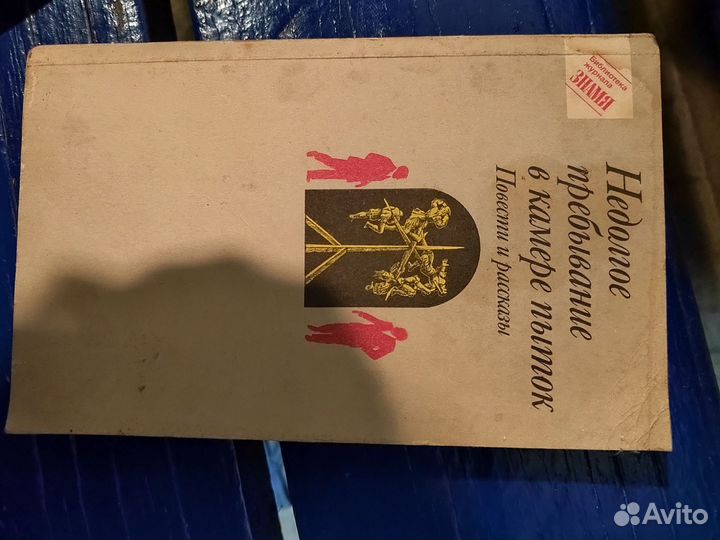 Библиотека
журнала
ЗНАМЯ
Недолгое
пребывание
в камере пыток
Повести и рассказы
Avito